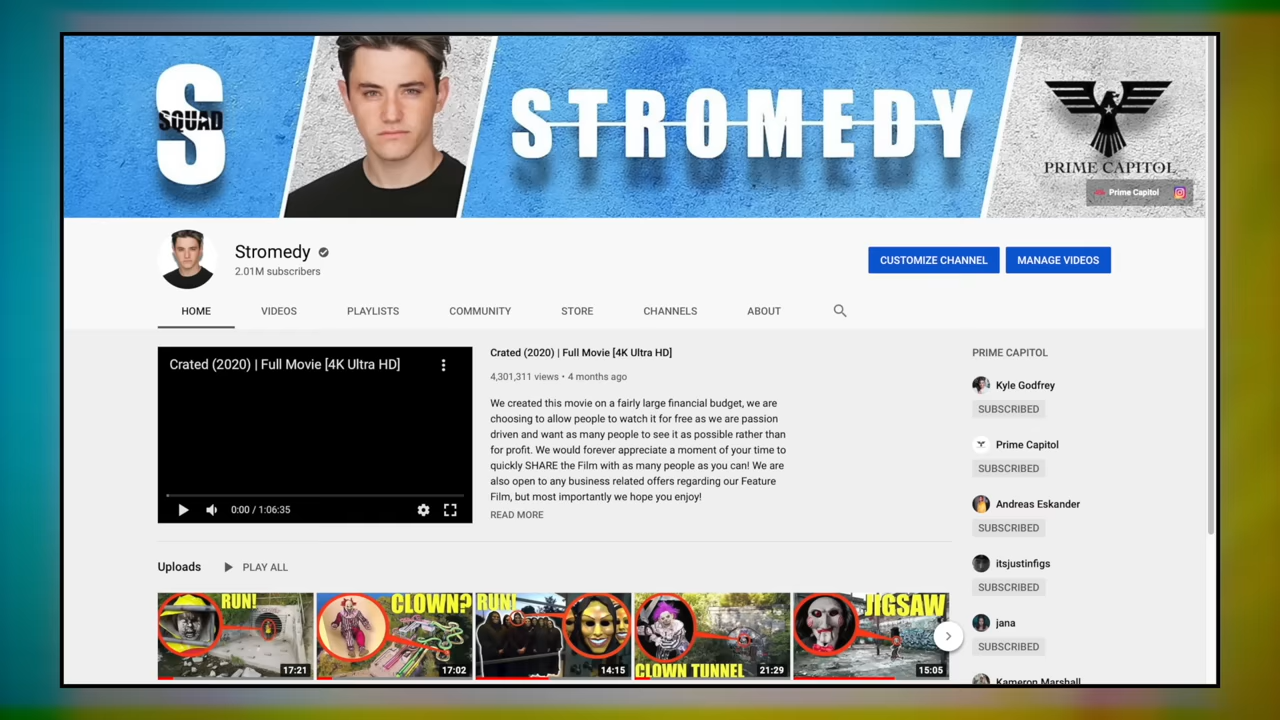 S
SQUAD
STROMEDY
PRIME CAPITOL
Prime Capitol
Stromedy
2.01M subscribers
CUSTOMIZE CHANNEL
MANAGE VIDEOS
HOME
VIDEOS
PLAYLISTS
COMMUNITY
STORE
CHANNELS
ABOUT
Crated (2020) | Full Movie [4K Ultra HD]
0:00 / 1:06:35
Crated (2020) | Full Movie [4K Ultra HD]
4,301,311 views • 4 months ago
We created this movie on a fairly large financial budget, we are
choosing to allow people to watch it for free as we are passion
driven and want as many people to see it as possible rather than
for profit. We would forever appreciate a moment of your time to
quickly SHARE the Film with as many people as you can! We are
also open to any business related offers regarding our Feature
Film, but most importantly we hope you enjoy!
READ MORE
PRIME CAPITOL
Kyle Godfrey
SUBSCRIBED
Prime Capitol
SUBSCRIBED
Andreas Eskander
SUBSCRIBED
itsjustinfigs
SUBSCRIBED
jana
SUBSCRIBED
Kameron Marshall
Uploads
PLAY ALL
RUN!
17:21
CLOWN?
17:02
RUN!
14:15
CLOWN TUNNEL
21:29
JIGSAW
15:05